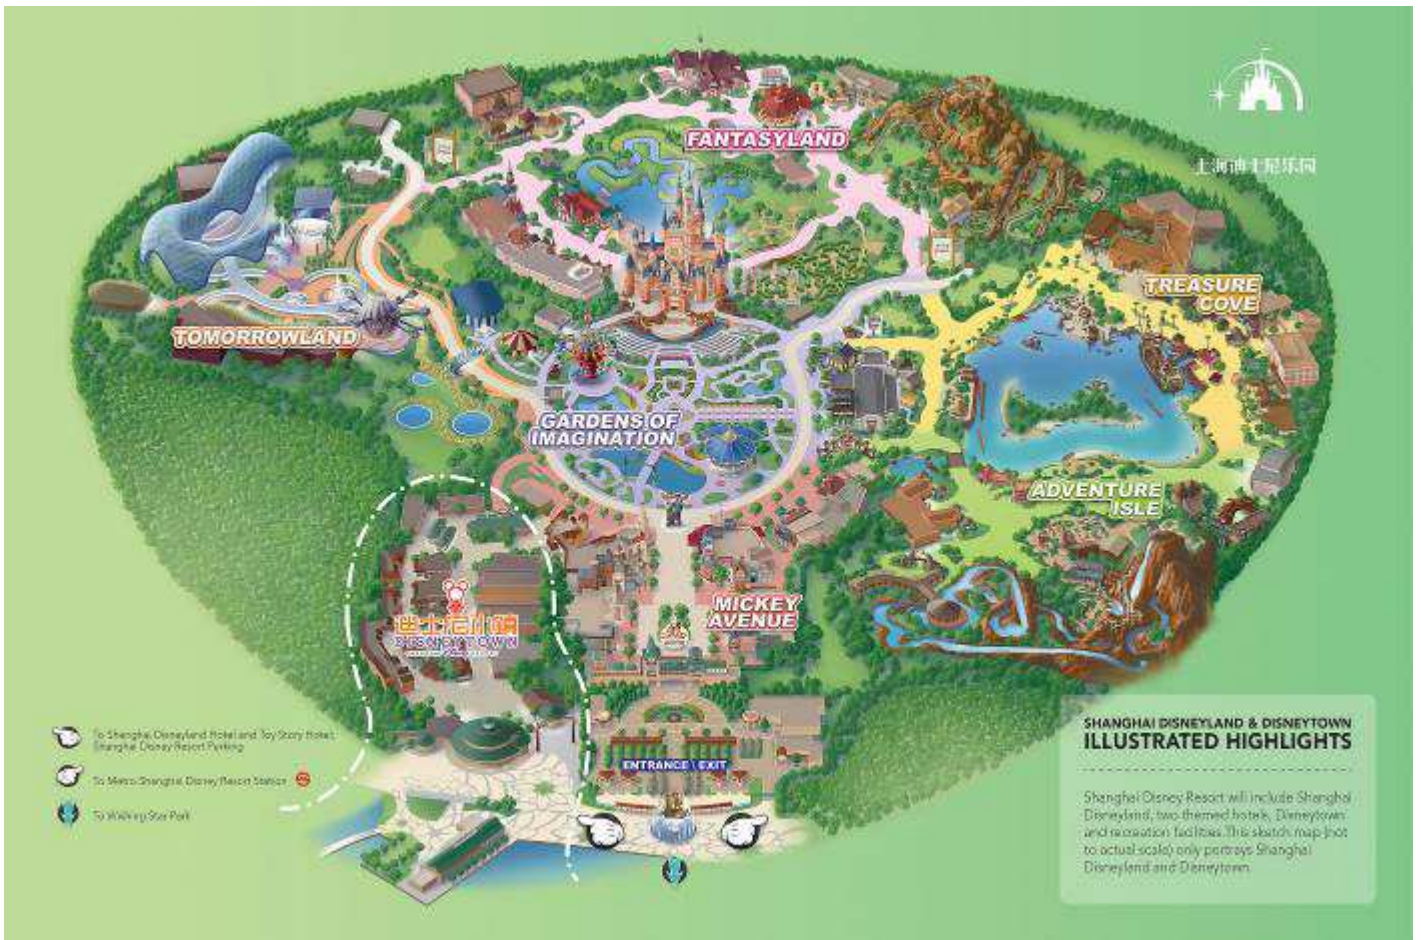 上海迪士尼乐园
FANTASYLAND
TREASURE
COVE
TOMORROWLAND
GARDENS OF
IMAGINATION
ADVENTURE
ISLE
MICKEY
AVENUE
迪士尼小镇
DISNEYTOWN
ENTRANCE | EXIT
To Shanghai Disneyland Hotel and Toy Story Hotel;
Shanghai Disney Resort Parking
To Metro Shanghai Disney Resort Station
To Wishing Star Park
SHANGHAI DISNEYLAND & DISNEYTOWN
ILLUSTRATED HIGHLIGHTS
Shanghai Disney Resort will include Shanghai
Disneyland, two themed hotels, Disneytown
and recreation facilities. This sketch map (not
to actual scale) only portrays Shanghai
Disneyland and Disneytown.